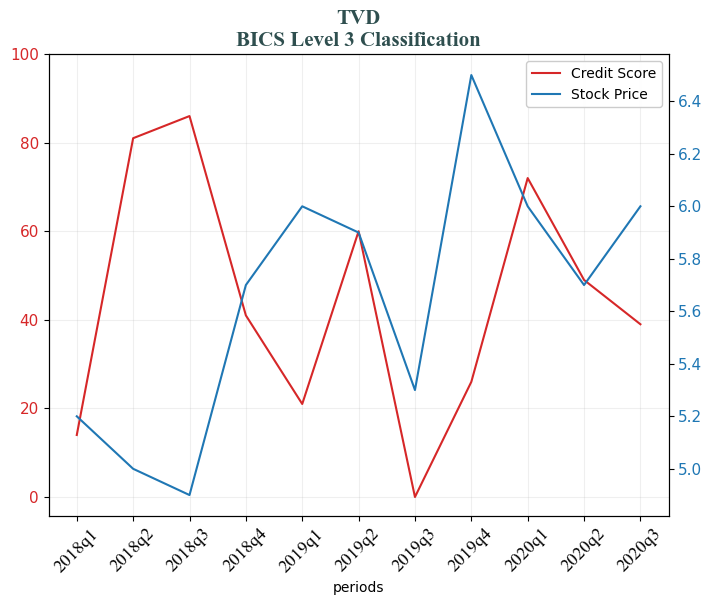 TVD
BICS Level 3 Classification
Credit Score
Stock Price
100
80
60
40
20
0
6.4
6.2
6.0
5.8
5.6
5.4
5.2
5.0
2018q1
2018q2
2018q3
2018q4
2019q1
2019q2
2019q3
2019q4
2020q1
2020q2
2020q3
periods